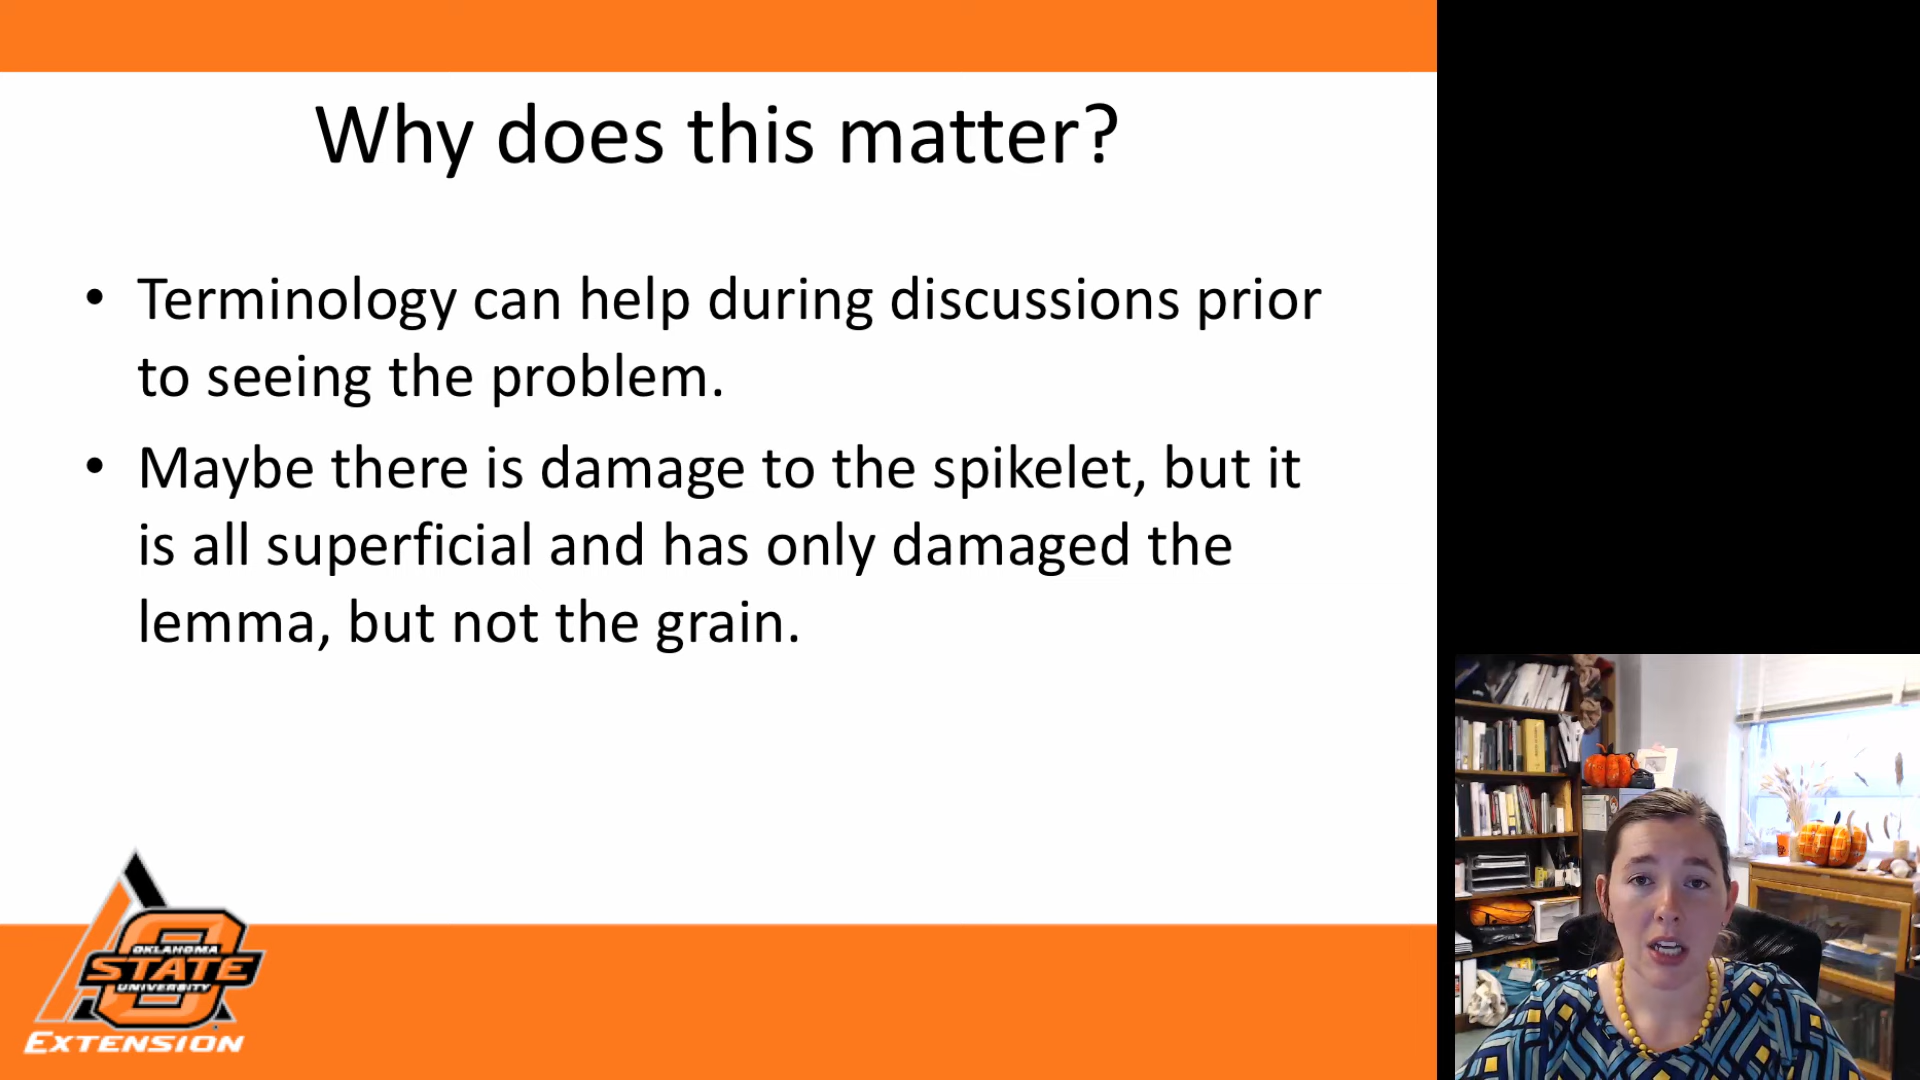 Why does this matter?
• Terminology can help during discussions prior
to seeing the problem.
• Maybe there is damage to the spikelet, but it
is all superficial and has only damaged the
lemma, but not the grain.
OKLAHOMA
STATE
UNIVERSITY
EXTENSION